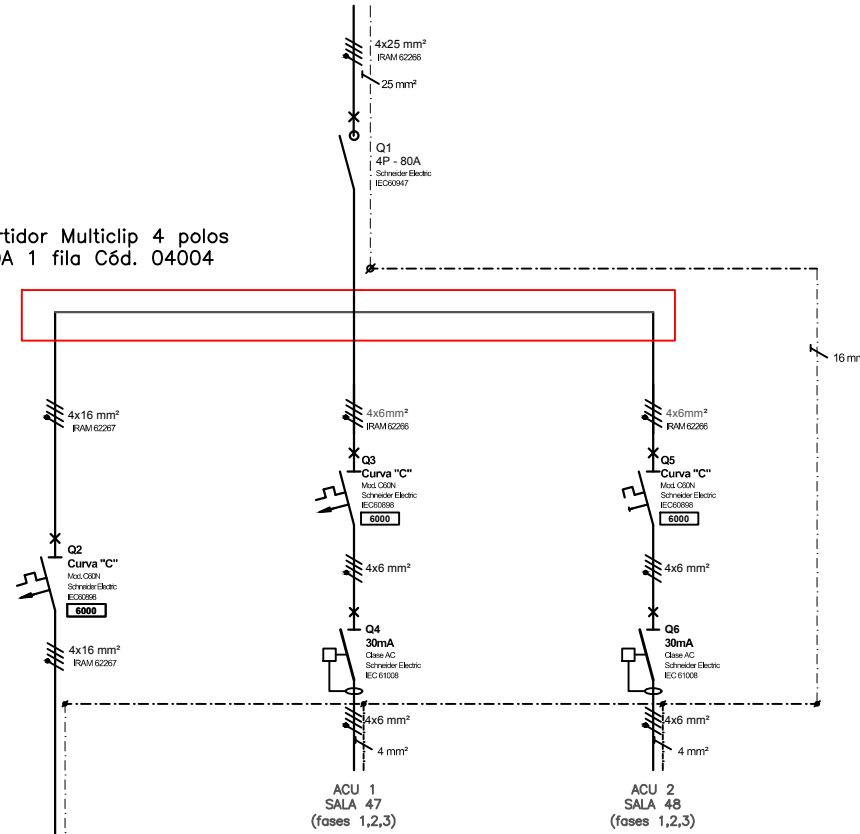 4x25 mm²
IRAM 62266
25 mm²
Q1
4P - 80A
Schneider Electric
IEC60947
rtidor Multiclip 4 polos
0A 1 fila Cód. 04004
16 mm
4x16 mm²
IRAM 62267
4x6mm²
IRAM 62266
4x6mm²
IRAM 62266
Q3
Curva "C"
Mod. C60N
Schneider Electric
IEC60898
6000
Q5
Curva "C"
Mod. C60N
Schneider Electric
IEC60898
6000
Q2
Curva "C"
Mod. C60N
Schneider Electric
IEC60898
6000
4x6 mm²
4x6 mm²
4x16 mm²
IRAM 62267
Q4
30mA
Clase AC
Schneider Electric
IEC 61008
Q6
30mA
Clase AC
Schneider Electric
IEC 61008
4x6 mm²
4 mm²
4x6 mm²
4 mm²
ACU 1
SALA 47
(fases 1,2,3)
ACU 2
SALA 48
(fases 1,2,3)